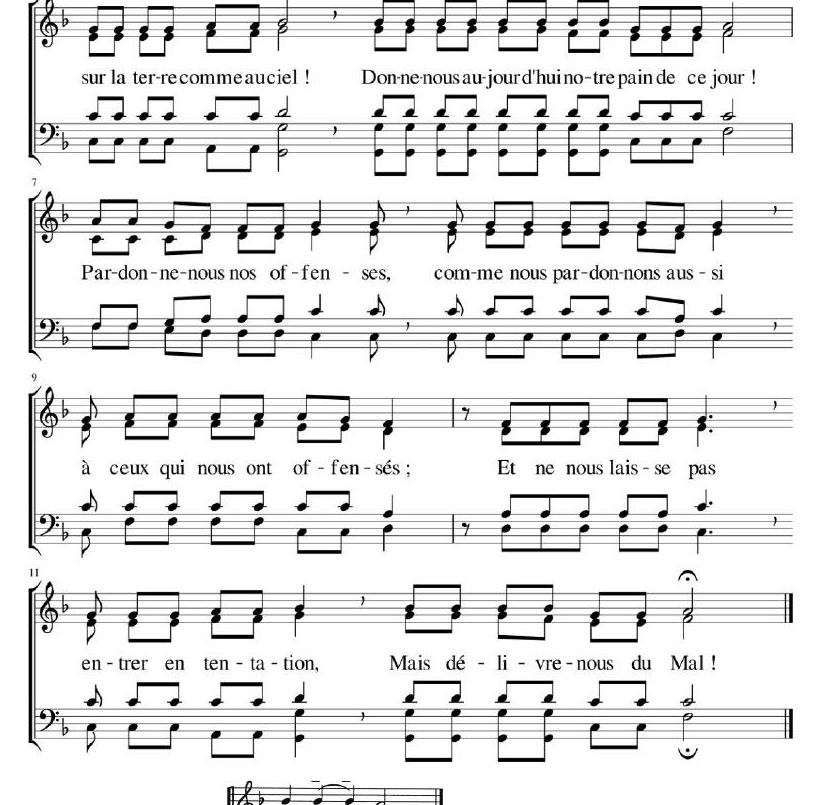 sur la ter-re comme au ciel ! Don-ne-nous au-jourd'hui no-tre pain de ce jour !
7
Par-don-ne-nous nos of-fen-ses, com-me nous par-don-nons aus-si
9
à ceux qui nous ont of-fen-sés ; Et ne nous lais-se pas
11
en-trer en ten-ta-tion, Mais dé-li-vre-nous du Mal !